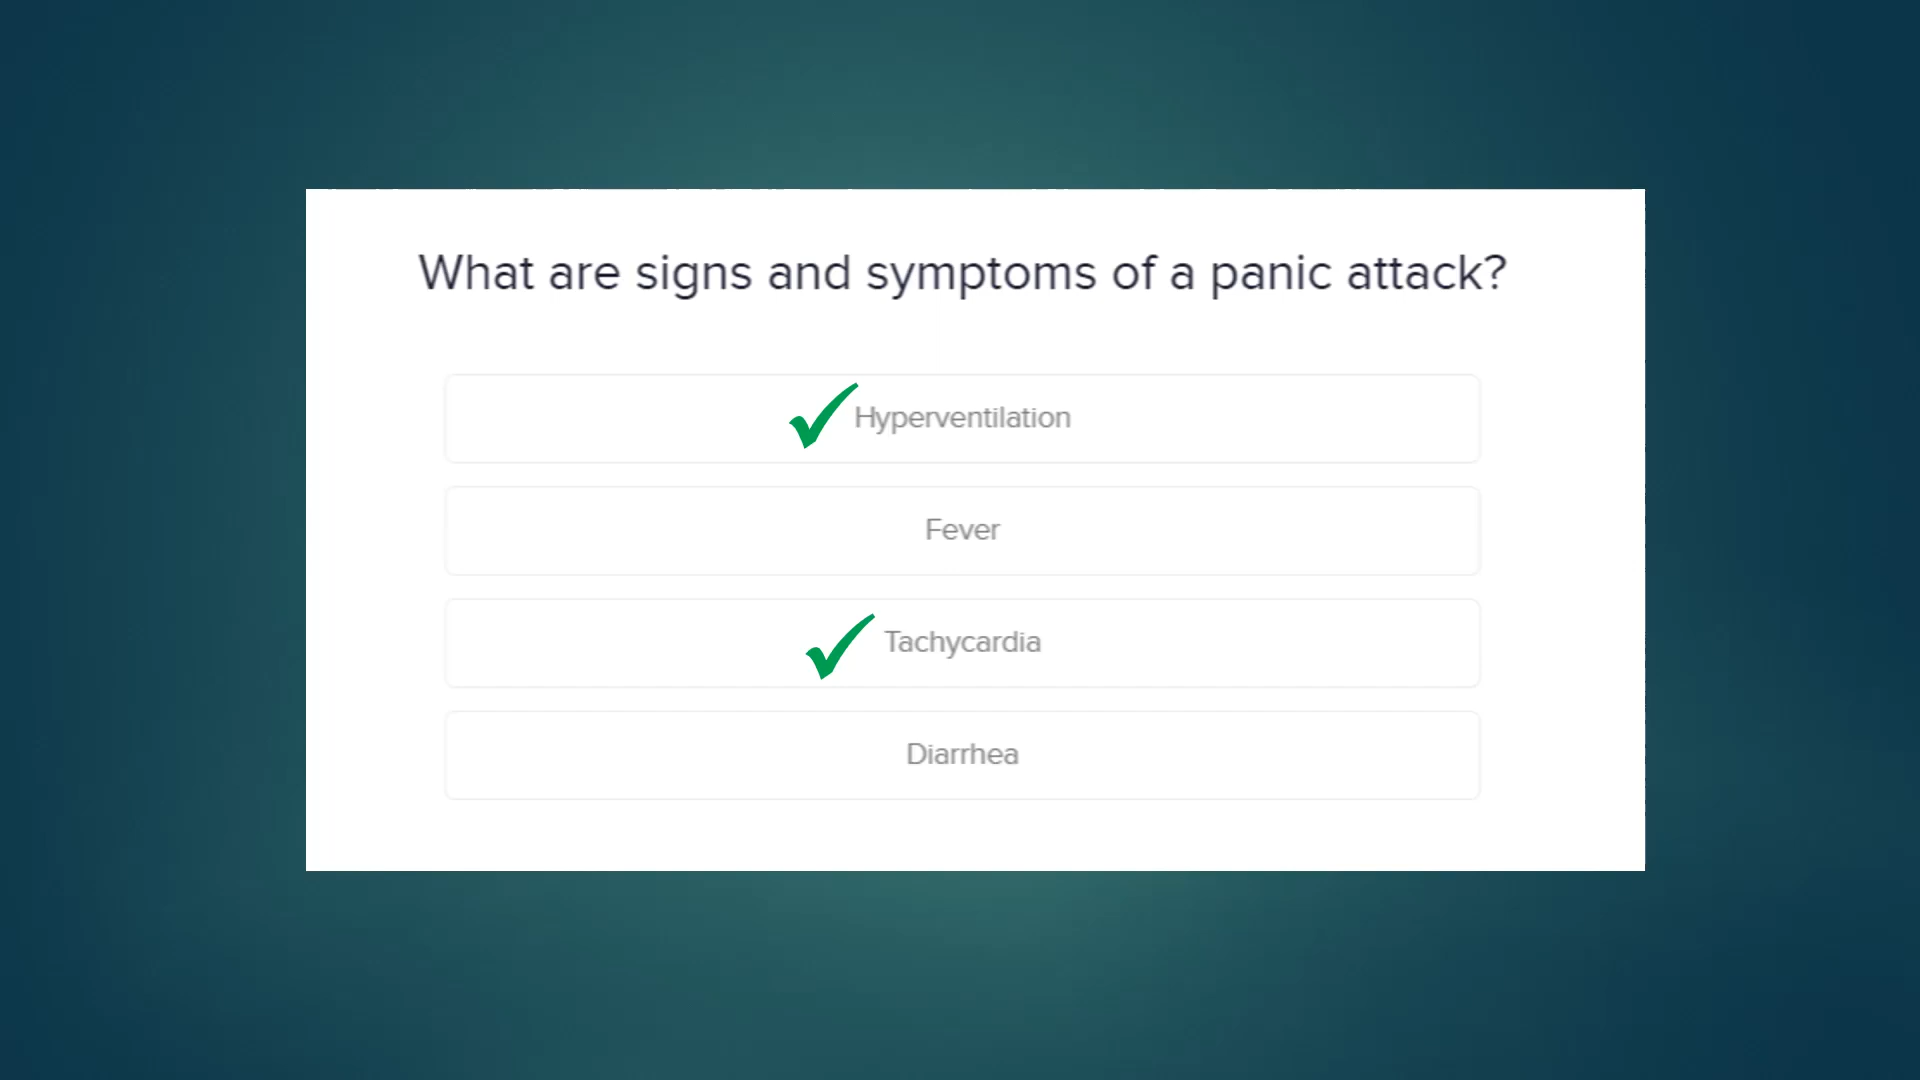 What are signs and symptoms of a panic attack?
Hyperventilation
Fever
Tachycardia
Diarrhea